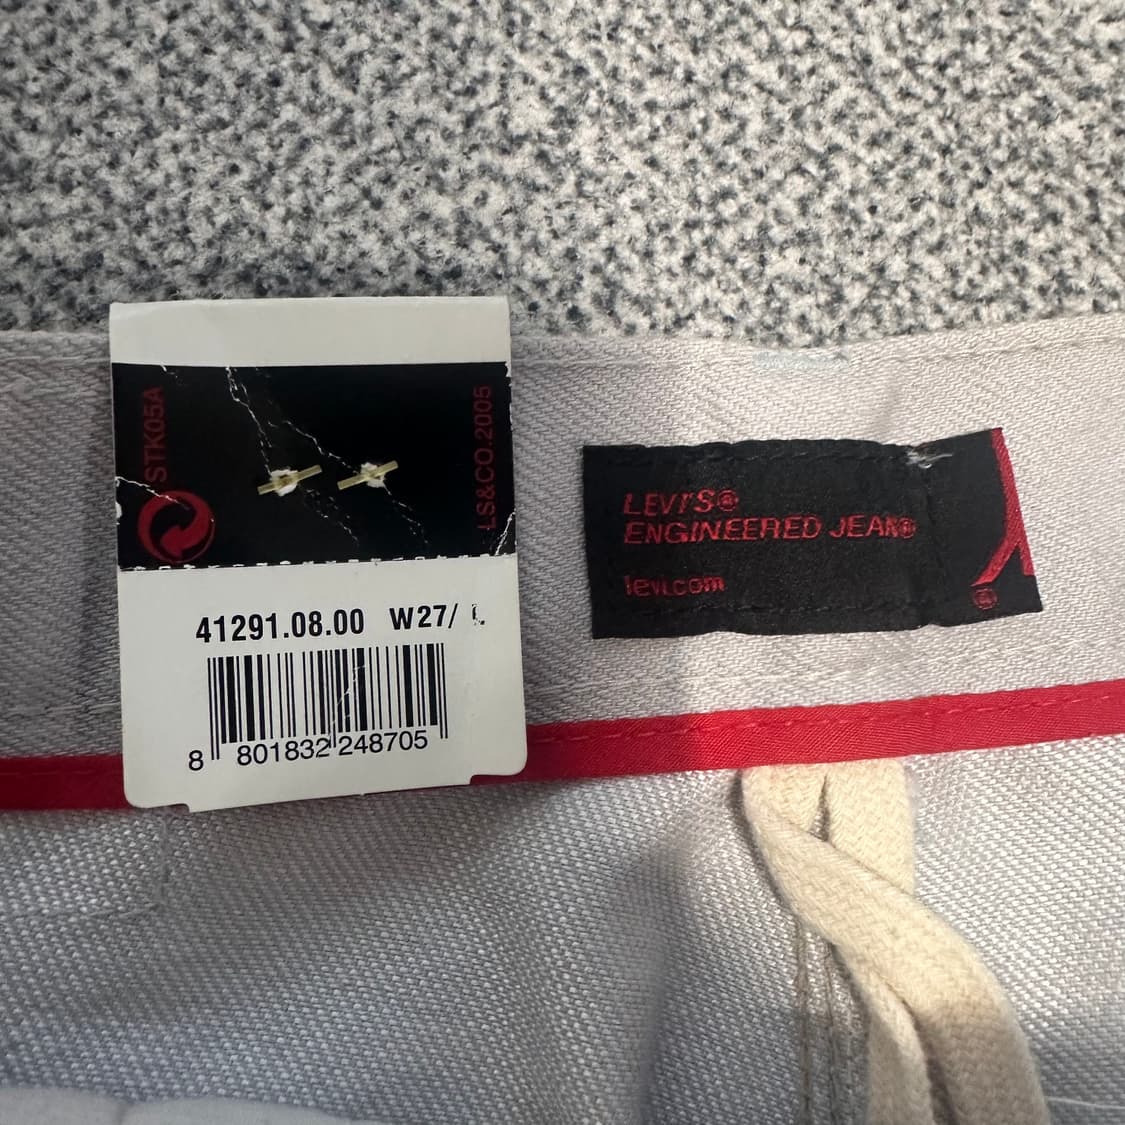 STK05A
LS&CO.2005
41291.08.00 W27/
8 801832 248705
LEVI'S®
ENGINEERED JEAN®
levi.com
®